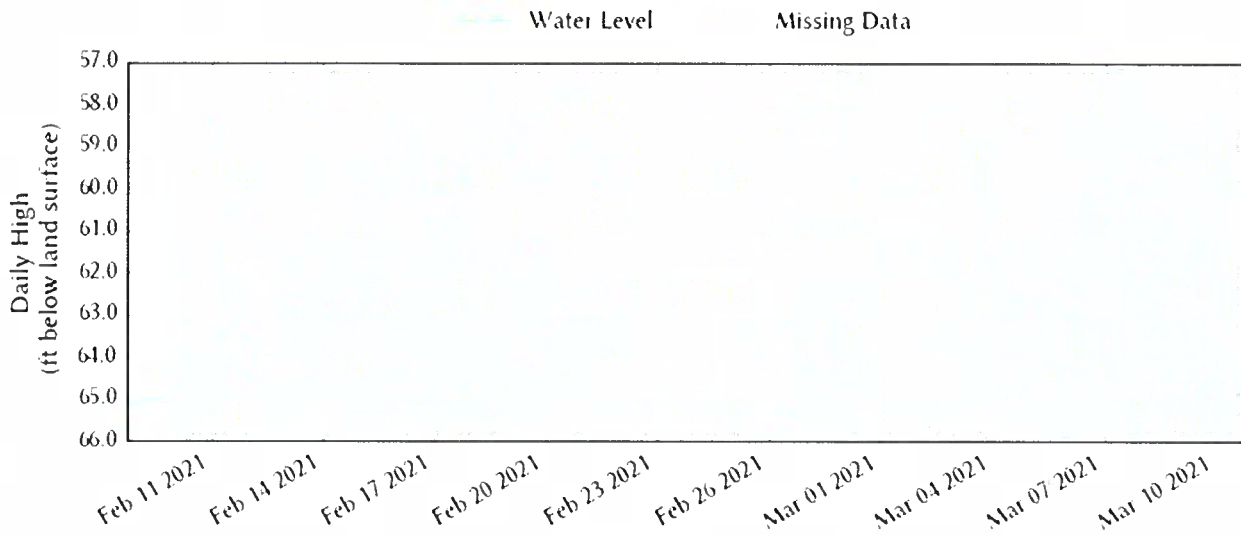 Water Level Missing Data
57.0
58.0
59.0
60.0
61.0
62.0
63.0
64.0
65.0
66.0
Daily High
(ft below land surface)
Feb 11 2021 Feb 14 2021 Feb 17 2021 Feb 20 2021 Feb 23 2021 Feb 26 2021 Mar 01 2021 Mar 04 2021 Mar 07 2021 Mar 10 2021